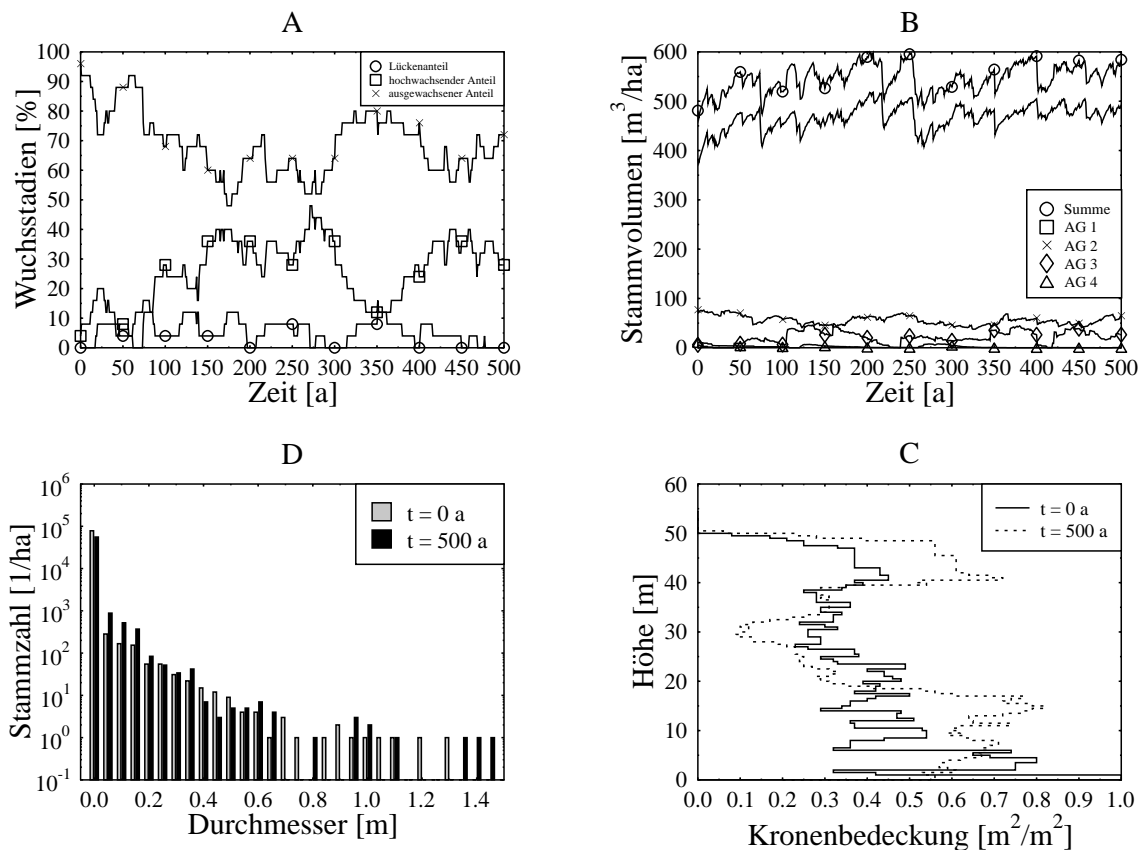 A
100
90
80
70
60
50
40
30
20
10
0
Wuchsstadien [%]
Lückenanteil
hochwachsender Anteil
ausgewachsener Anteil
0 50 100 150 200 250 300 350 400 450 500
Zeit [a]
B
600
500
400
300
200
100
0
Stammvolumen [m³/ha]
Summe
AG 1
AG 2
AG 3
AG 4
0 50 100 150 200 250 300 350 400 450 500
Zeit [a]
D
10⁶
10⁵
10⁴
10³
10²
10¹
10⁰
10⁻¹
Stammzahl [1/ha]
t = 0 a
t = 500 a
0.0 0.2 0.4 0.6 0.8 1.0 1.2 1.4
Durchmesser [m]
C
60
50
40
30
20
10
0
Höhe [m]
t = 0 a
t = 500 a
0.0 0.1 0.2 0.3 0.4 0.5 0.6 0.7 0.8 0.9 1.0
Kronenbedeckung [m²/m²]